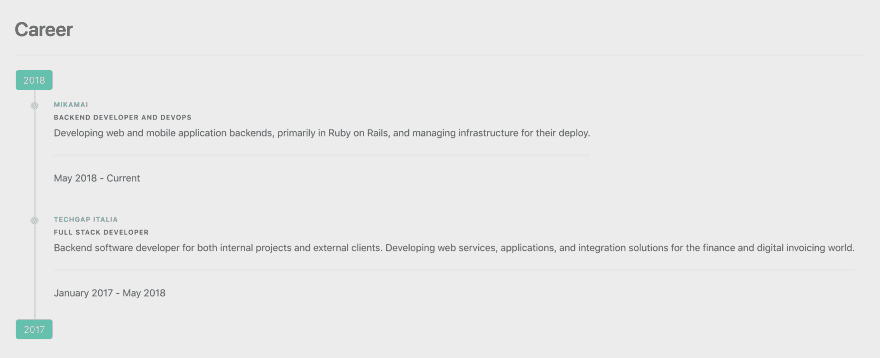 Career
2018
MIKAMAI
BACKEND DEVELOPER AND DEVOPS
Developing web and mobile application backends, primarily in Ruby on Rails, and managing infrastructure for their deploy.
May 2018 - Current
TECHGAP ITALIA
FULL STACK DEVELOPER
Backend software developer for both internal projects and external clients. Developing web services, applications, and integration solutions for the finance and digital invoicing world.
January 2017 - May 2018
2017